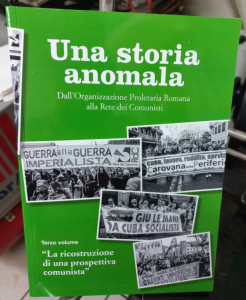 Una storia
anomala
Dall'Organizzazione Proletaria Romana
alla Rete dei Comunisti
GUERRA alla GUERRA
IMPERIALISTA
casa, lavoro, reddito, servizi
Carovana delle Periferie
GIU LE MANI
DA CUBA SOCIALISTA
Terzo volume
"La ricostruzione
di una prospettiva
comunista"